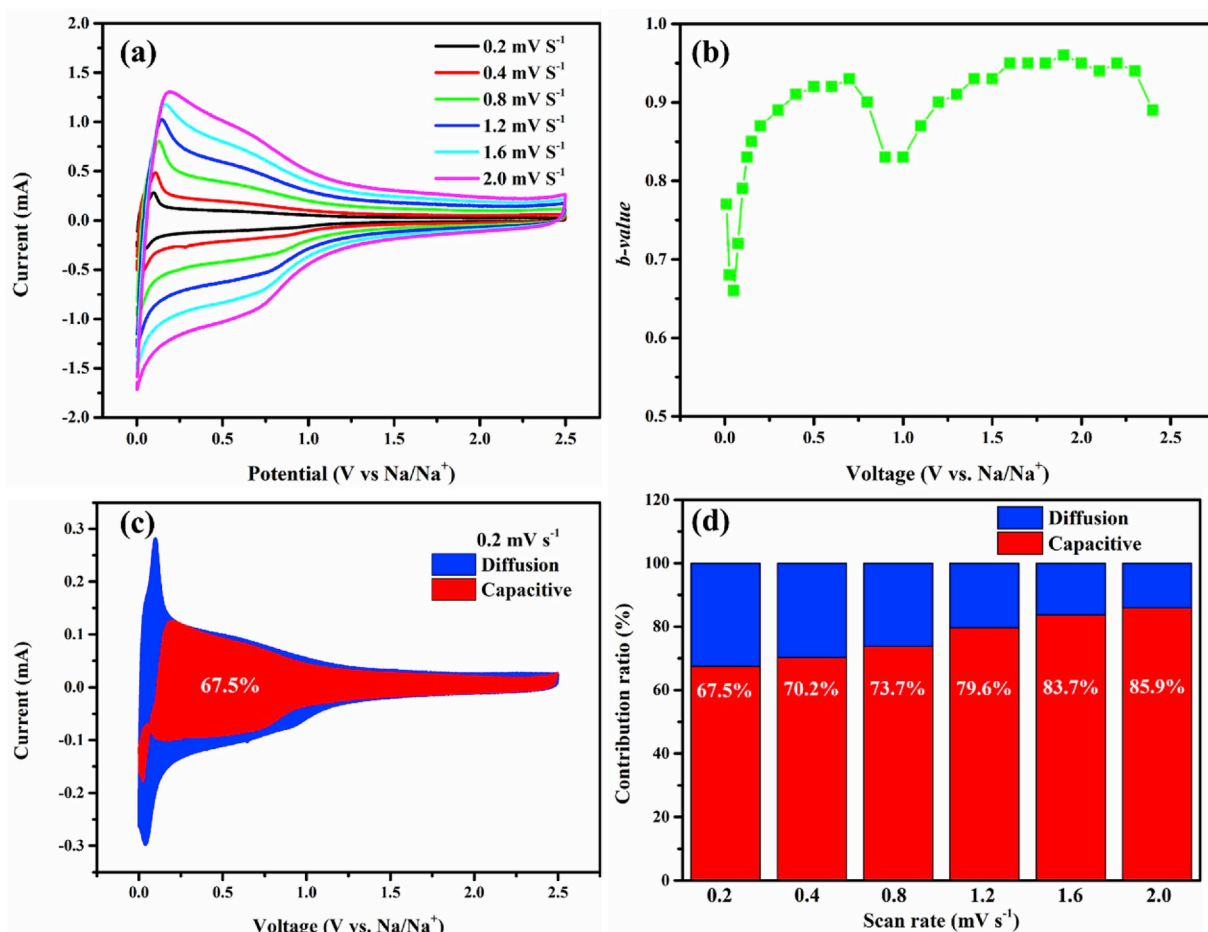 (a)
0.2 mV S⁻¹
0.4 mV S⁻¹
0.8 mV S⁻¹
1.2 mV S⁻¹
1.6 mV S⁻¹
2.0 mV S⁻¹
2.0
1.5
1.0
0.5
0.0
-0.5
-1.0
-1.5
-2.0
Current (mA)
0.0 0.5 1.0 1.5 2.0 2.5
Potential (V vs Na/Na⁺)
(b)
1.0
0.9
0.8
0.7
0.6
0.5
b-value
0.0 0.5 1.0 1.5 2.0 2.5
Voltage (V vs. Na/Na⁺)
(c)
0.2 mV s⁻¹
Diffusion
Capacitive
67.5%
0.3
0.2
0.1
0.0
-0.1
-0.2
-0.3
Current (mA)
0.0 0.5 1.0 1.5 2.0 2.5
Voltage (V vs. Na/Na⁺)
(d)
Diffusion
Capacitive
120
100
80
60
40
20
0
Contribution ratio (%)
67.5% 70.2% 73.7% 79.6% 83.7% 85.9%
0.2 0.4 0.8 1.2 1.6 2.0
Scan rate (mV s⁻¹)